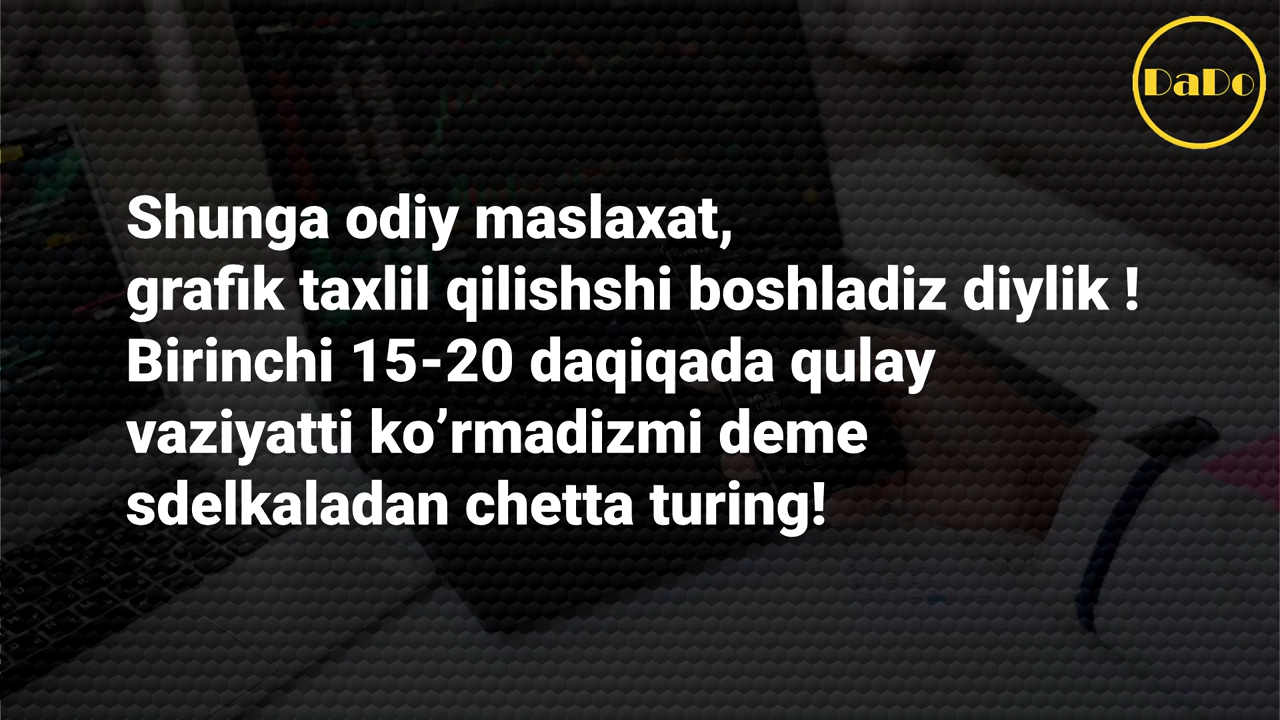 DaDo
Shunga odiy maslaxat,
grafik taxlil qilishshi boshladiz diylik !
Birinchi 15-20 daqiqada qulay
vaziyatti ko’rmadizmi deme
sdelkaladan chetta turing!